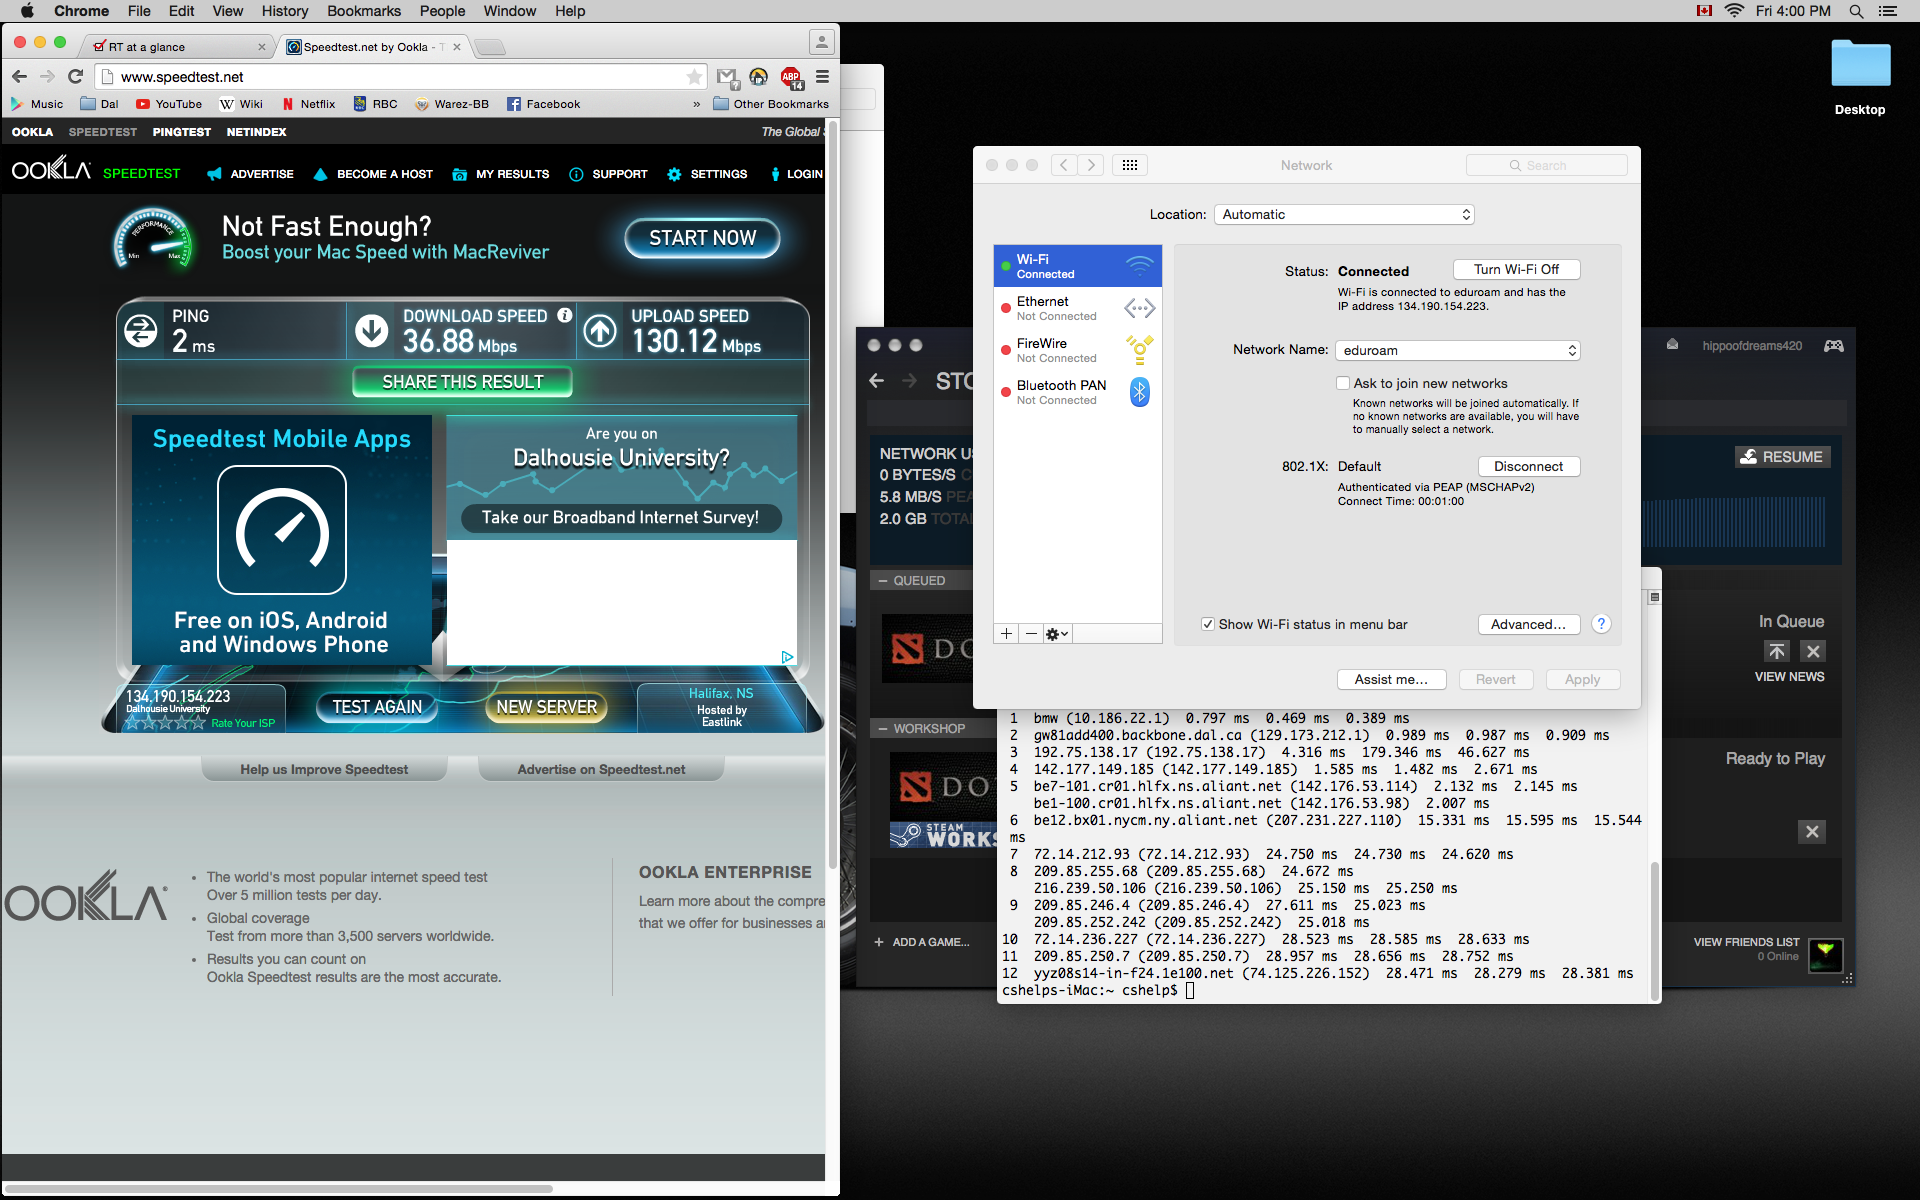 Chrome File Edit View History Bookmarks People Window Help
Fri 4:00 PM
RT at a glance
Speedtest.net by Ookla - T
www.speedtest.net
ABP
14
Music Dal YouTube Wiki Netflix RBC Warez-BB Facebook » Other Bookmarks
OOKLA SPEEDTEST PINGTEST NETINDEX
The Global S
OOKLA SPEEDTEST ADVERTISE BECOME A HOST MY RESULTS SUPPORT SETTINGS LOGIN
PERFORMANCE
Min Max
Not Fast Enough?
Boost your Mac Speed with MacReviver
START NOW
PING
2 ms
DOWNLOAD SPEED
36.88 Mbps
UPLOAD SPEED
130.12 Mbps
SHARE THIS RESULT
Speedtest Mobile Apps
Free on iOS, Android
and Windows Phone
Are you on
Dalhousie University?
Take our Broadband Internet Survey!
134.190.154.223
Dalhousie University
Rate Your ISP
TEST AGAIN
NEW SERVER
Halifax, NS
Hosted by
Eastlink
Help us Improve Speedtest
Advertise on Speedtest.net
OOKLA
• The world's most popular internet speed test
Over 5 million tests per day.
• Global coverage
Test from more than 3,500 servers worldwide.
• Results you can count on
Ookla Speedtest results are the most accurate.
OOKLA ENTERPRISE
Learn more about the compre
that we offer for businesses a
Desktop
Network
Search
Location: Automatic
Wi-Fi
Connected
Ethernet
Not Connected
FireWire
Not Connected
Bluetooth PAN
Not Connected
Status: Connected
Turn Wi-Fi Off
Wi-Fi is connected to eduroam and has the
IP address 134.190.154.223.
Network Name: eduroam
Ask to join new networks
Known networks will be joined automatically. If
no known networks are available, you will have
to manually select a network.
802.1X: Default
Disconnect
Authenticated via PEAP (MSCHAPv2)
Connect Time: 00:01:00
Show Wi-Fi status in menu bar
Advanced...
?
Assist me...
Revert
Apply
hippoofdreams420
STO
NETWORK US
0 BYTES/S C
5.8 MB/S PEA
2.0 GB TOTA
RESUME
— QUEUED
DO
In Queue
VIEW NEWS
— WORKSHOP
DO
STEAM
WORKS
Ready to Play
+ ADD A GAME...
VIEW FRIENDS LIST
0 Online
1 bmw (10.186.22.1) 0.797 ms 0.469 ms 0.389 ms
2 gw81add400.backbone.dal.ca (129.173.212.1) 0.989 ms 0.987 ms 0.909 ms
3 192.75.138.17 (192.75.138.17) 4.316 ms 179.346 ms 46.627 ms
4 142.177.149.185 (142.177.149.185) 1.585 ms 1.482 ms 2.671 ms
5 be7-101.cr01.hlfx.ns.aliant.net (142.176.53.114) 2.132 ms 2.145 ms
be1-100.cr01.hlfx.ns.aliant.net (142.176.53.98) 2.007 ms
6 be12.bx01.nycm.ny.aliant.net (207.231.227.110) 15.331 ms 15.595 ms 15.544
ms
7 72.14.212.93 (72.14.212.93) 24.750 ms 24.730 ms 24.620 ms
8 209.85.255.68 (209.85.255.68) 24.672 ms
216.239.50.106 (216.239.50.106) 25.150 ms 25.250 ms
9 209.85.246.4 (209.85.246.4) 27.611 ms 25.023 ms
209.85.252.242 (209.85.252.242) 25.018 ms
10 72.14.236.227 (72.14.236.227) 28.523 ms 28.585 ms 28.633 ms
11 209.85.250.7 (209.85.250.7) 28.957 ms 28.656 ms 28.752 ms
12 yyz08s14-in-f24.1e100.net (74.125.226.152) 28.471 ms 28.279 ms 28.381 ms
cshelps-iMac:~ cshelp$